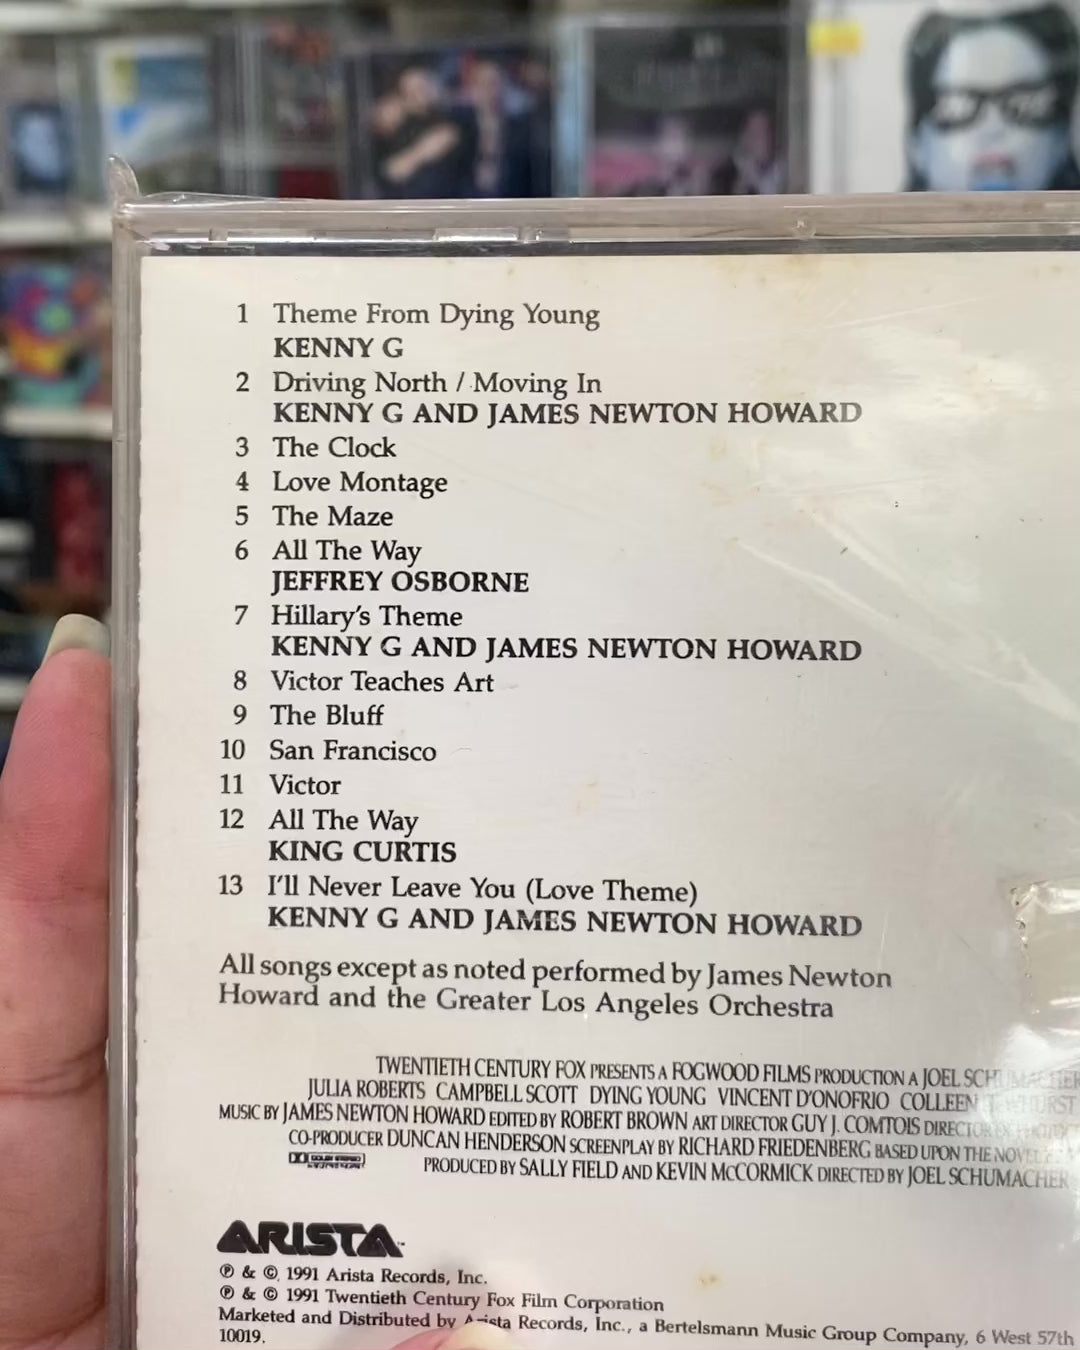 1 Theme From Dying Young
KENNY G
2 Driving North / Moving In
KENNY G AND JAMES NEWTON HOWARD
3 The Clock
4 Love Montage
5 The Maze
6 All The Way
JEFFREY OSBORNE
7 Hillary's Theme
KENNY G AND JAMES NEWTON HOWARD
8 Victor Teaches Art
9 The Bluff
10 San Francisco
11 Victor
12 All The Way
KING CURTIS
13 I'll Never Leave You (Love Theme)
KENNY G AND JAMES NEWTON HOWARD
All songs except as noted performed by James Newton
Howard and the Greater Los Angeles Orchestra
TWENTIETH CENTURY FOX PRESENTS A FOGWOOD FILMS PRODUCTION A JOEL SCHUMACHER
JULIA ROBERTS CAMPBELL SCOTT DYING YOUNG VINCENT D'ONOFRIO COLLEEN
MUSIC BY JAMES NEWTON HOWARD EDITED BY ROBERT BROWN ART DIRECTOR GUY J. COMTOIS DIRECTOR
CO-PRODUCER DUNCAN HENDERSON SCREENPLAY BY RICHARD FRIEDENBERG BASED UPON THE NOVEL
DOLBY STEREO PRODUCED BY SALLY FIELD AND KEVIN McCORMICK DIRECTED BY JOEL SCHUMACHER
ARISTA
℗ & © 1991 Arista Records, Inc.
℗ & © 1991 Twentieth Century Fox Film Corporation
Marketed and Distributed by Arista Records, Inc., a Bertelsmann Music Group Company, 6 West 57th
10019.